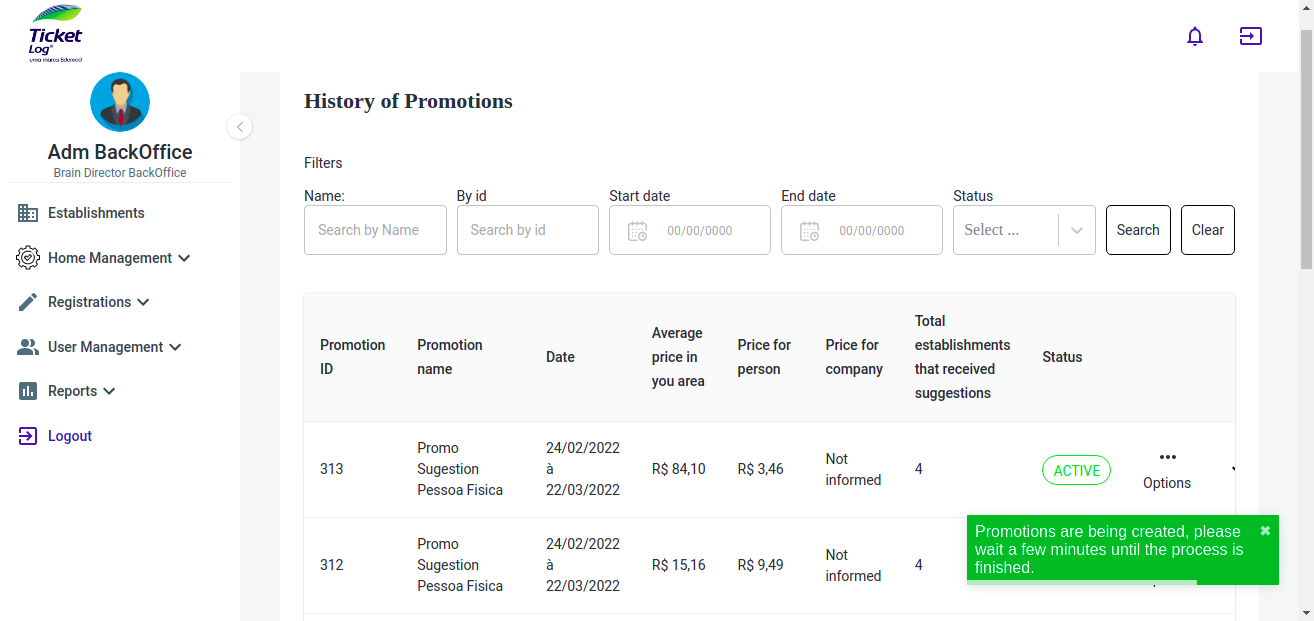 Ticket
Log®
uma marca Edenred
Adm BackOffice
Brain Director BackOffice
Establishments
Home Management
Registrations
User Management
Reports
Logout
History of Promotions
Filters
Name:
By id
Start date
End date
Status
Search by Name
Search by id
00/00/0000
00/00/0000
Select ...
Search
Clear
Promotion
ID
Promotion
name
Date
Average
price in
you area
Price for
person
Price for
company
Total
establishments
that received
suggestions
Status
313
Promo
Sugestion
Pessoa Fisica
24/02/2022
à
22/03/2022
R$ 84,10
R$ 3,46
Not
informed
4
ACTIVE
Options
312
Promo
Sugestion
Pessoa Fisica
24/02/2022
à
22/03/2022
R$ 15,16
R$ 9,49
Not
informed
4
Promotions are being created, please
wait a few minutes until the process is
finished.